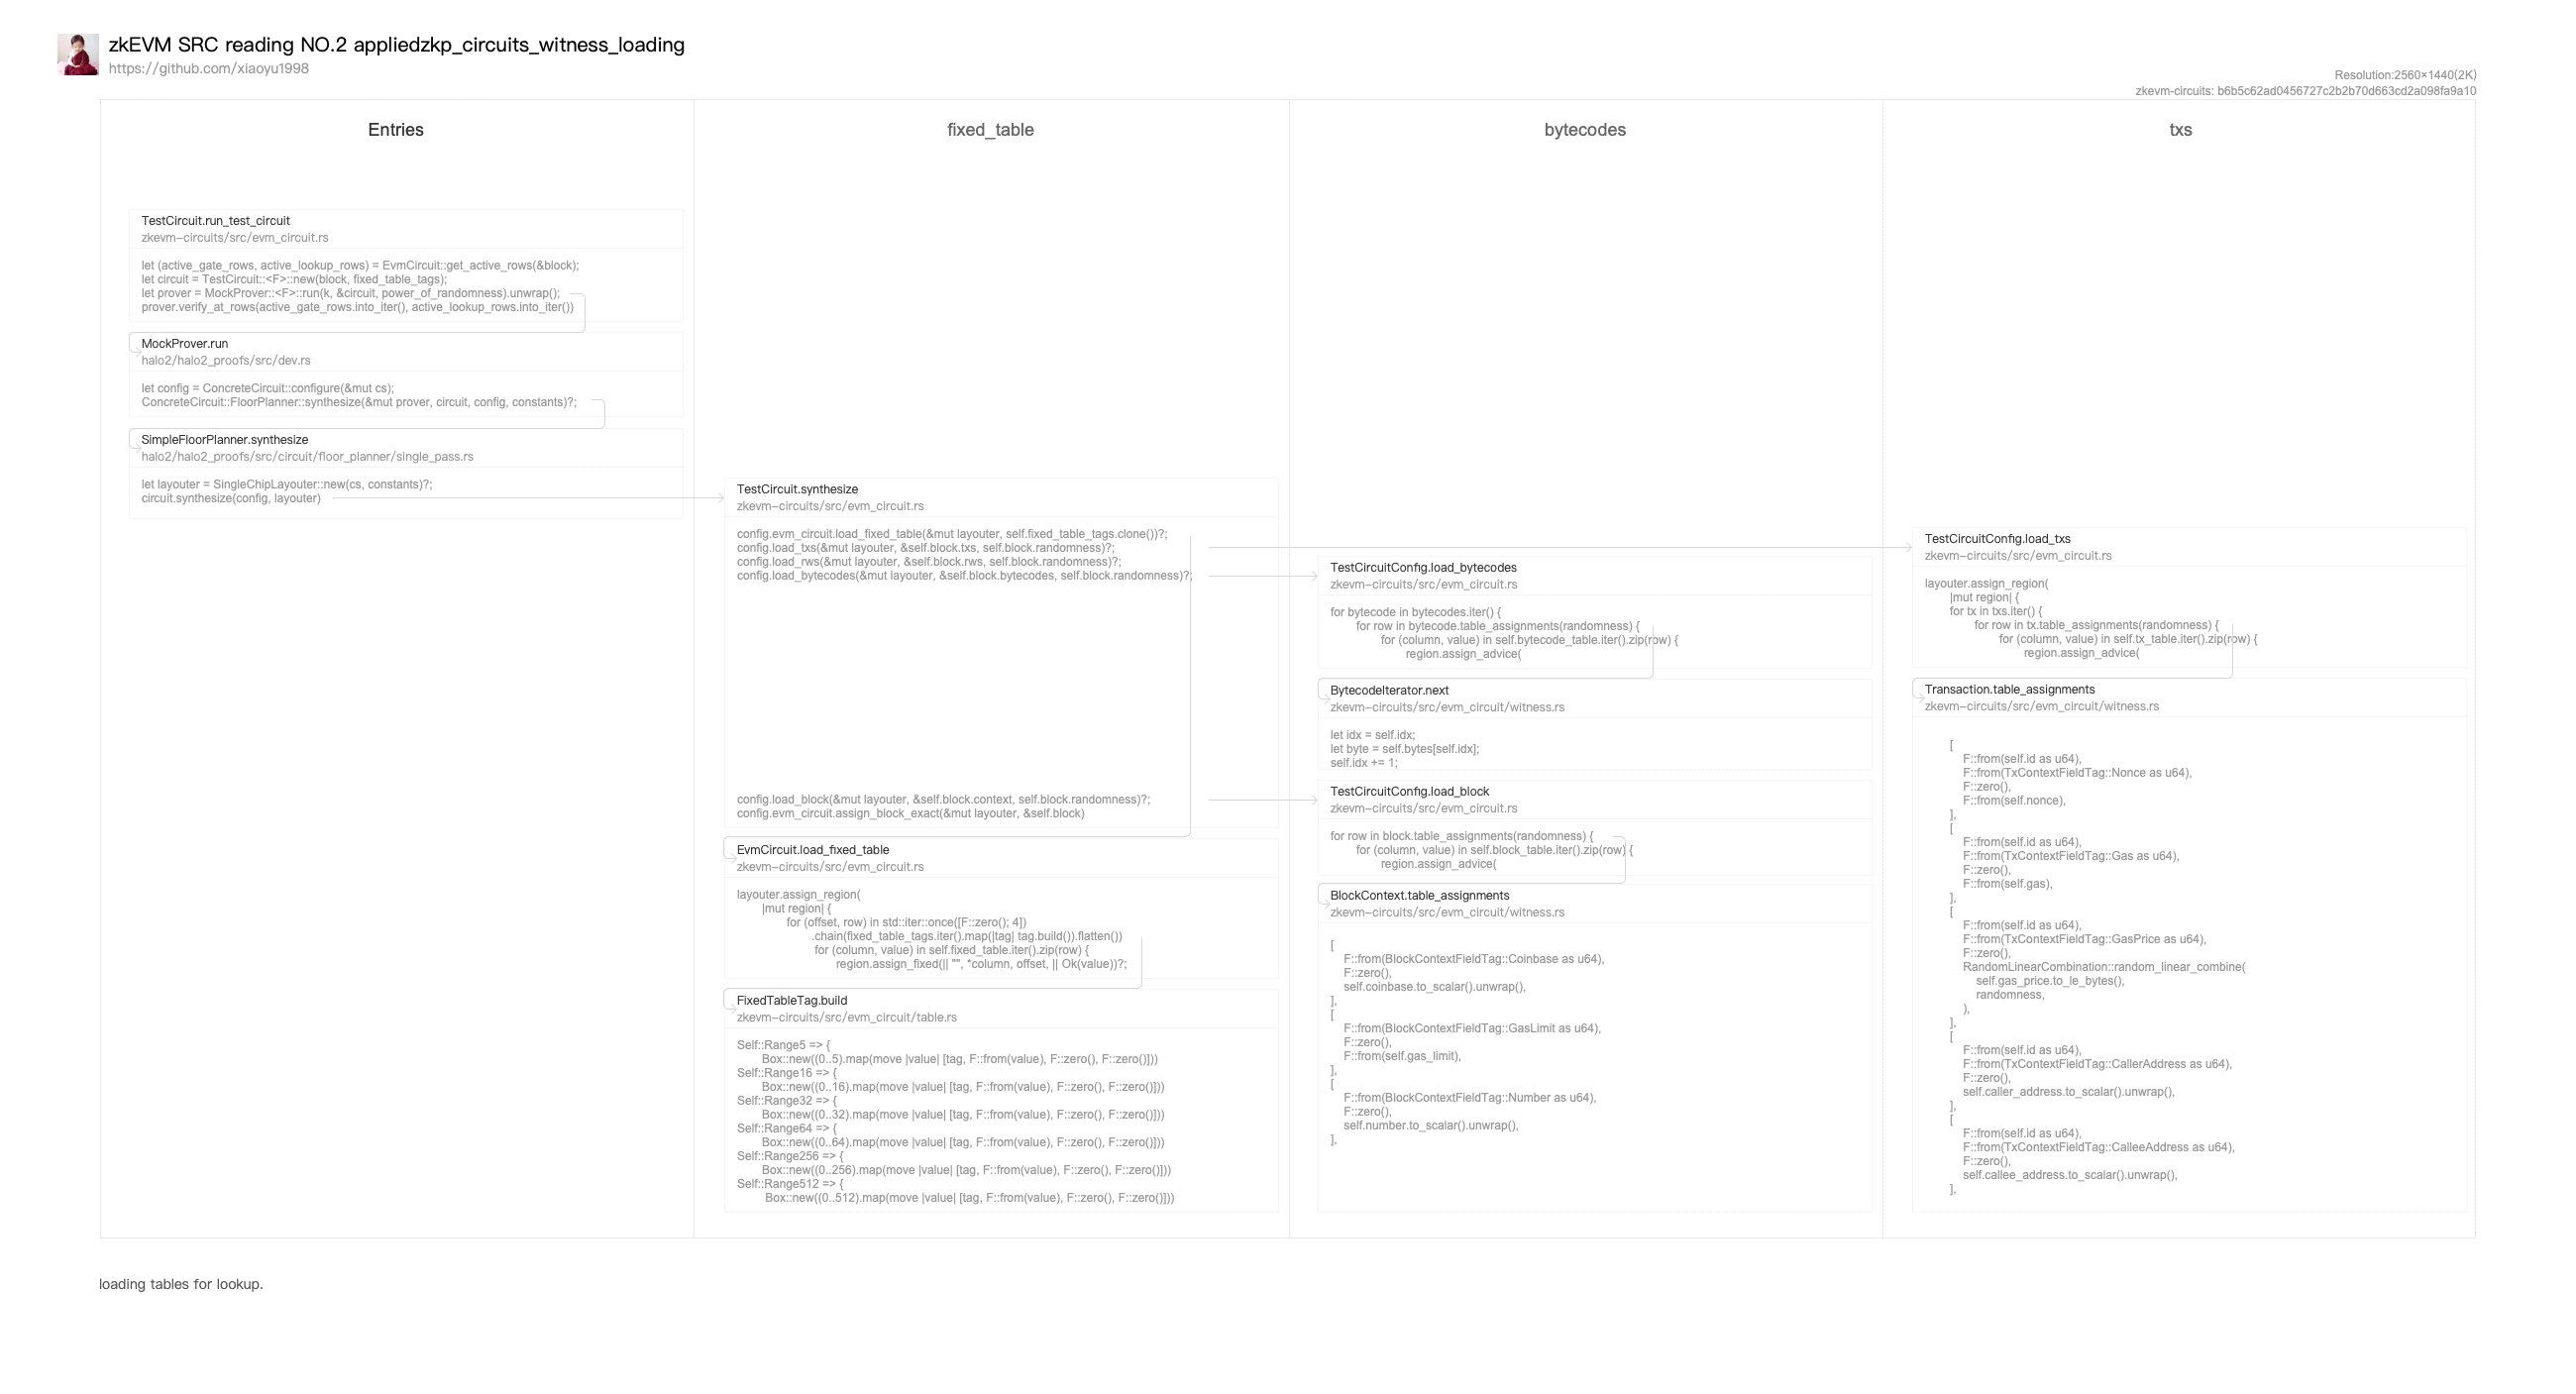 zkEVM SRC reading NO.2 appliedzkp_circuits_witness_loading
https://github.com/xiaoyu1998
Resolution:2560×1440(2K)
zkevm-circuits: b6b5c62ad0456727c2b2b70d663cd2a098fa9a10
Entries
TestCircuit.run_test_circuit
zkevm-circuits/src/evm_circuit.rs
let (active_gate_rows, active_lookup_rows) = EvmCircuit::get_active_rows(&block);
let circuit = TestCircuit::<F>::new(block, fixed_table_tags);
let prover = MockProver::<F>::run(k, &circuit, power_of_randomness).unwrap();
prover.verify_at_rows(active_gate_rows.into_iter(), active_lookup_rows.into_iter())
MockProver.run
halo2/halo2_proofs/src/dev.rs
let config = ConcreteCircuit::configure(&mut cs);
ConcreteCircuit::FloorPlanner::synthesize(&mut prover, circuit, config, constants)?;
SimpleFloorPlanner.synthesize
halo2/halo2_proofs/src/circuit/floor_planner/single_pass.rs
let layouter = SingleChipLayouter::new(cs, constants)?;
circuit.synthesize(config, layouter)
fixed_table
TestCircuit.synthesize
zkevm-circuits/src/evm_circuit.rs
config.evm_circuit.load_fixed_table(&mut layouter, self.fixed_table_tags.clone())?;
config.load_txs(&mut layouter, &self.block.txs, self.block.randomness)?;
config.load_rws(&mut layouter, &self.block.rws, self.block.randomness)?;
config.load_bytecodes(&mut layouter, &self.block.bytecodes, self.block.randomness)?;
config.load_block(&mut layouter, &self.block.context, self.block.randomness)?;
config.evm_circuit.assign_block_exact(&mut layouter, &self.block)
EvmCircuit.load_fixed_table
zkevm-circuits/src/evm_circuit.rs
layouter.assign_region(
|mut region| {
for (offset, row) in std::iter::once([F::zero(); 4])
.chain(fixed_table_tags.iter().map(|tag| tag.build()).flatten())
for (column, value) in self.fixed_table.iter().zip(row) {
region.assign_fixed(|| "", *column, offset, || Ok(value))?;
FixedTableTag.build
zkevm-circuits/src/evm_circuit/table.rs
Self::Range5 => {
Box::new((0..5).map(move |value| [tag, F::from(value), F::zero(), F::zero()]))
Self::Range16 => {
Box::new((0..16).map(move |value| [tag, F::from(value), F::zero(), F::zero()]))
Self::Range32 => {
Box::new((0..32).map(move |value| [tag, F::from(value), F::zero(), F::zero()]))
Self::Range64 => {
Box::new((0..64).map(move |value| [tag, F::from(value), F::zero(), F::zero()]))
Self::Range256 => {
Box::new((0..256).map(move |value| [tag, F::from(value), F::zero(), F::zero()]))
Self::Range512 => {
Box::new((0..512).map(move |value| [tag, F::from(value), F::zero(), F::zero()]))
bytecodes
TestCircuitConfig.load_bytecodes
zkevm-circuits/src/evm_circuit.rs
for bytecode in bytecodes.iter() {
for row in bytecode.table_assignments(randomness) {
for (column, value) in self.bytecode_table.iter().zip(row) {
region.assign_advice(
BytecodeIterator.next
zkevm-circuits/src/evm_circuit/witness.rs
let idx = self.idx;
let byte = self.bytes[self.idx];
self.idx += 1;
TestCircuitConfig.load_block
zkevm-circuits/src/evm_circuit.rs
for row in block.table_assignments(randomness) {
for (column, value) in self.block_table.iter().zip(row) {
region.assign_advice(
BlockContext.table_assignments
zkevm-circuits/src/evm_circuit/witness.rs
[
F::from(BlockContextFieldTag::Coinbase as u64),
F::zero(),
self.coinbase.to_scalar().unwrap(),
],
[
F::from(BlockContextFieldTag::GasLimit as u64),
F::zero(),
F::from(self.gas_limit),
],
[
F::from(BlockContextFieldTag::Number as u64),
F::zero(),
self.number.to_scalar().unwrap(),
],
txs
TestCircuitConfig.load_txs
zkevm-circuits/src/evm_circuit.rs
layouter.assign_region(
|mut region| {
for tx in txs.iter() {
for row in tx.table_assignments(randomness) {
for (column, value) in self.tx_table.iter().zip(row) {
region.assign_advice(
Transaction.table_assignments
zkevm-circuits/src/evm_circuit/witness.rs
[
F::from(self.id as u64),
F::from(TxContextFieldTag::Nonce as u64),
F::zero(),
F::from(self.nonce),
],
[
F::from(self.id as u64),
F::from(TxContextFieldTag::Gas as u64),
F::zero(),
F::from(self.gas),
],
[
F::from(self.id as u64),
F::from(TxContextFieldTag::GasPrice as u64),
F::zero(),
RandomLinearCombination::random_linear_combine(
self.gas_price.to_le_bytes(),
randomness,
),
],
[
F::from(self.id as u64),
F::from(TxContextFieldTag::CallerAddress as u64),
F::zero(),
self.caller_address.to_scalar().unwrap(),
],
[
F::from(self.id as u64),
F::from(TxContextFieldTag::CalleeAddress as u64),
F::zero(),
self.callee_address.to_scalar().unwrap(),
],
loading tables for lookup.